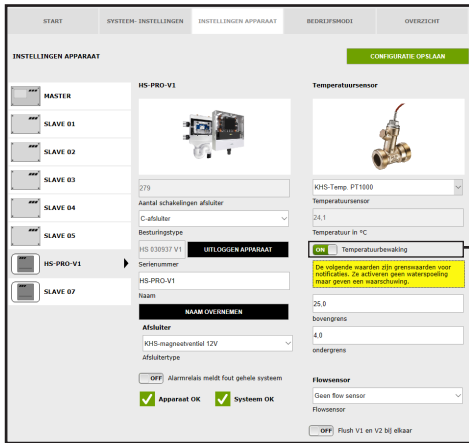 START
SYSTEEM- INSTELLINGEN
INSTELLINGEN APPARAAT
BEDRIJFSMODI
OVERZICHT
INSTELLINGEN APPARAAT
CONFIGURATIE OPSLAAN
MASTER
SLAVE 01
SLAVE 02
SLAVE 03
SLAVE 04
SLAVE 05
HS-PRO-V1
SLAVE 07
HS-PRO-V1
279
Aantal schakelingen afsluiter
C-afsluiter
Besturingstype
HS 030937 V1
UITLOGGEN APPARAAT
Serienummer
HS-PRO-V1
Naam
NAAM OVERNEMEN
Afsluiter
KHS-magneetventiel 12V
Afsluitertype
OFF Alarmrelais meldt fout gehele systeem
Apparaat OK
Systeem OK
Temperatuursensor
KHS-Temp. PT1000
Temperatuursensor
24,1
Temperatuur in °C
ON Temperatuurbewaking
De volgende waarden zijn grenswaarden voor
notificaties. Ze activeren geen waterspoeling
maar geven een waarschuwing.
25,0
bovengrens
4,0
ondergrens
Flowsensor
Geen flow sensor
Flowsensor
OFF Flush V1 en V2 bij elkaar